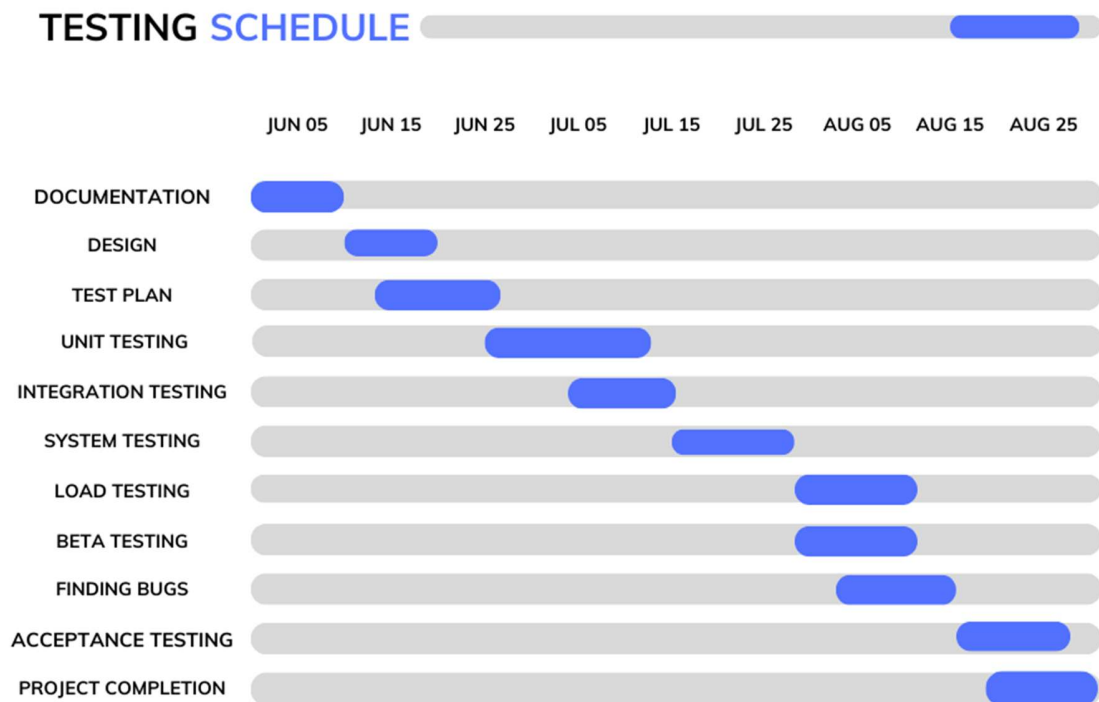 TESTING SCHEDULE
JUN 05 JUN 15 JUN 25 JUL 05 JUL 15 JUL 25 AUG 05 AUG 15 AUG 25
DOCUMENTATION
DESIGN
TEST PLAN
UNIT TESTING
INTEGRATION TESTING
SYSTEM TESTING
LOAD TESTING
BETA TESTING
FINDING BUGS
ACCEPTANCE TESTING
PROJECT COMPLETION